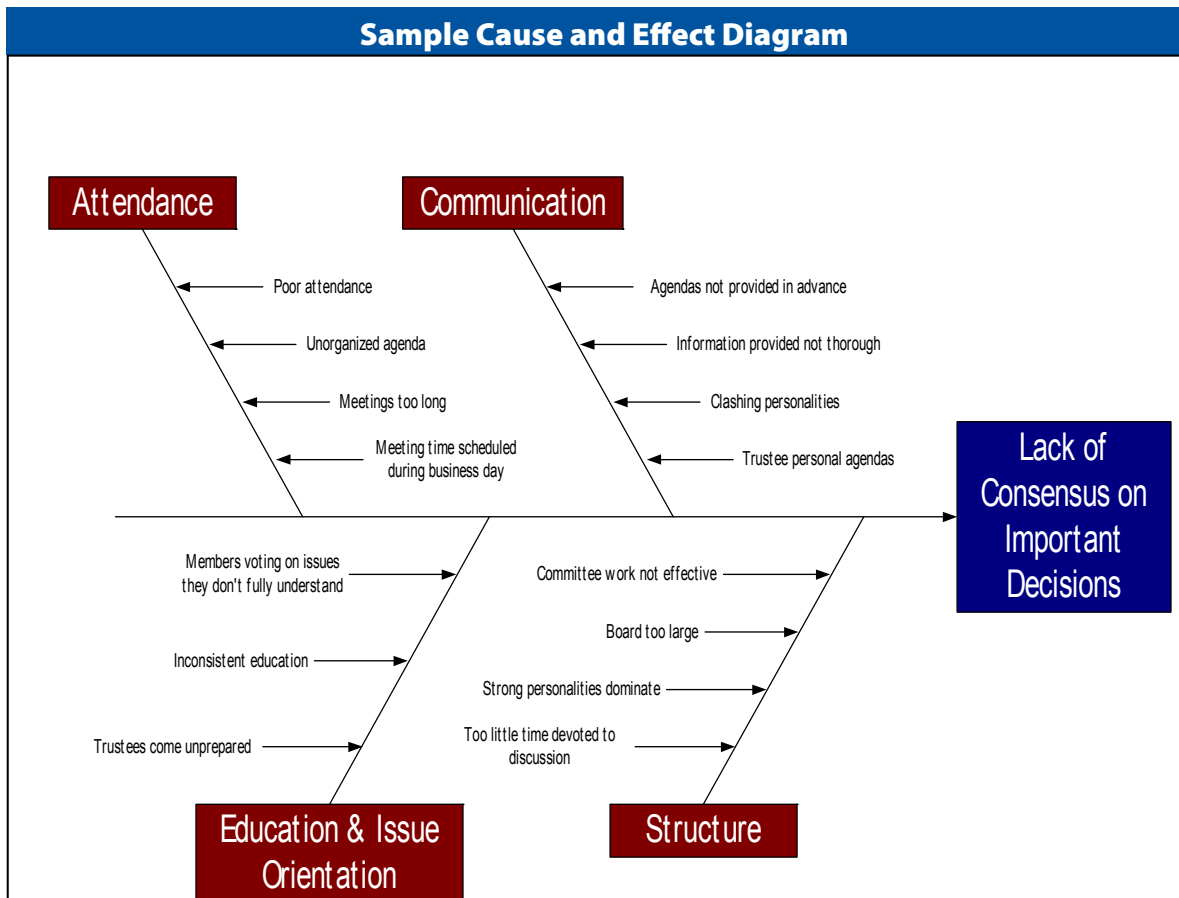 Sample Cause and Effect Diagram
Attendance
Communication
Poor attendance
Agendas not provided in advance
Unorganized agenda
Information provided not thorough
Meetings too long
Clashing personalities
Meeting time scheduled
during business day
Trustee personal agendas
Lack of
Consensus on
Important
Decisions
Members voting on issues
they don't fully understand
Committee work not effective
Board too large
Inconsistent education
Strong personalities dominate
Trustees come unprepared
Too little time devoted to
discussion
Education & Issue
Orientation
Structure